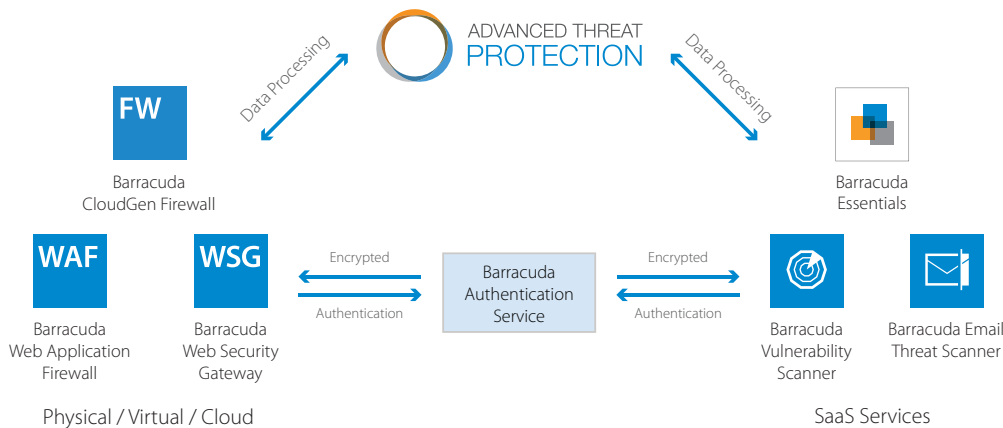 ADVANCED THREAT
PROTECTION
Data Processing
Data Processing
FW
Barracuda
CloudGen Firewall
Barracuda
Essentials
WAF
WSG
Encrypted
Authentication
Barracuda
Authentication
Service
Encrypted
Authentication
Barracuda
Web Application
Firewall
Barracuda
Web Security
Gateway
Barracuda
Vulnerability
Scanner
Barracuda Email
Threat Scanner
Physical / Virtual / Cloud
SaaS Services